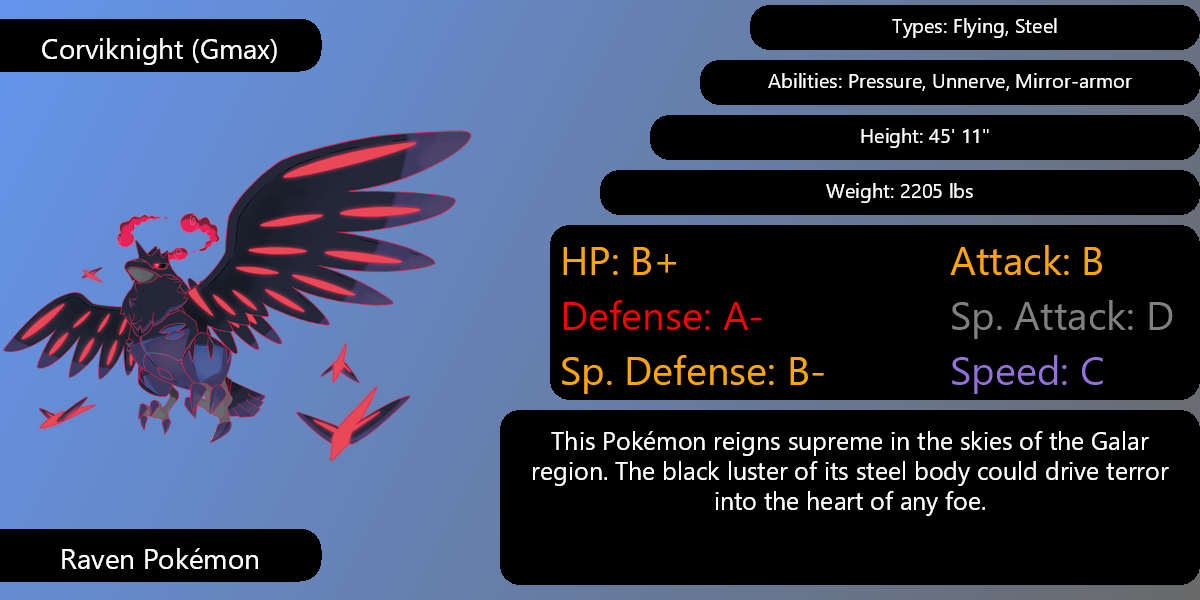 Corviknight (Gmax)
Types: Flying, Steel
Abilities: Pressure, Unnerve, Mirror-armor
Height: 45' 11"
Weight: 2205 lbs
HP: B+
Attack: B
Defense: A-
Sp. Attack: D
Sp. Defense: B-
Speed: C
This Pokémon reigns supreme in the skies of the Galar
region. The black luster of its steel body could drive terror
into the heart of any foe.
Raven Pokémon